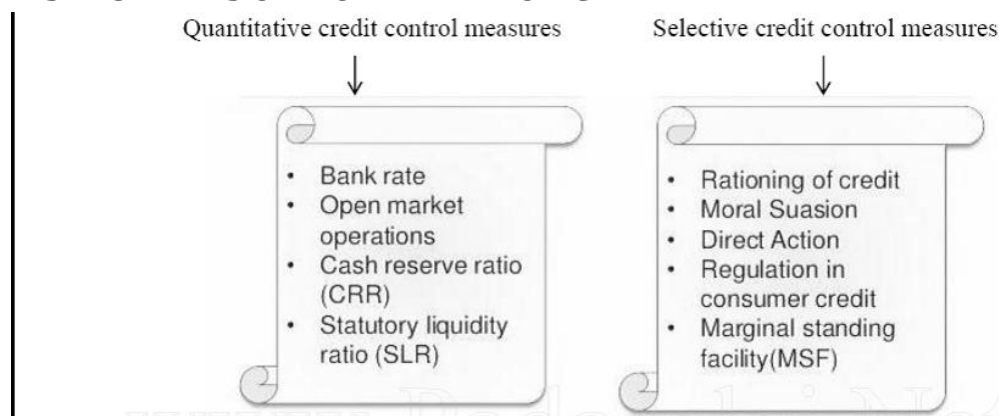 Quantitative credit control measures
Selective credit control measures
• Bank rate
• Open market
operations
• Cash reserve ratio
(CRR)
• Statutory liquidity
ratio (SLR)
• Rationing of credit
• Moral Suasion
• Direct Action
• Regulation in
consumer credit
• Marginal standing
facility(MSF)